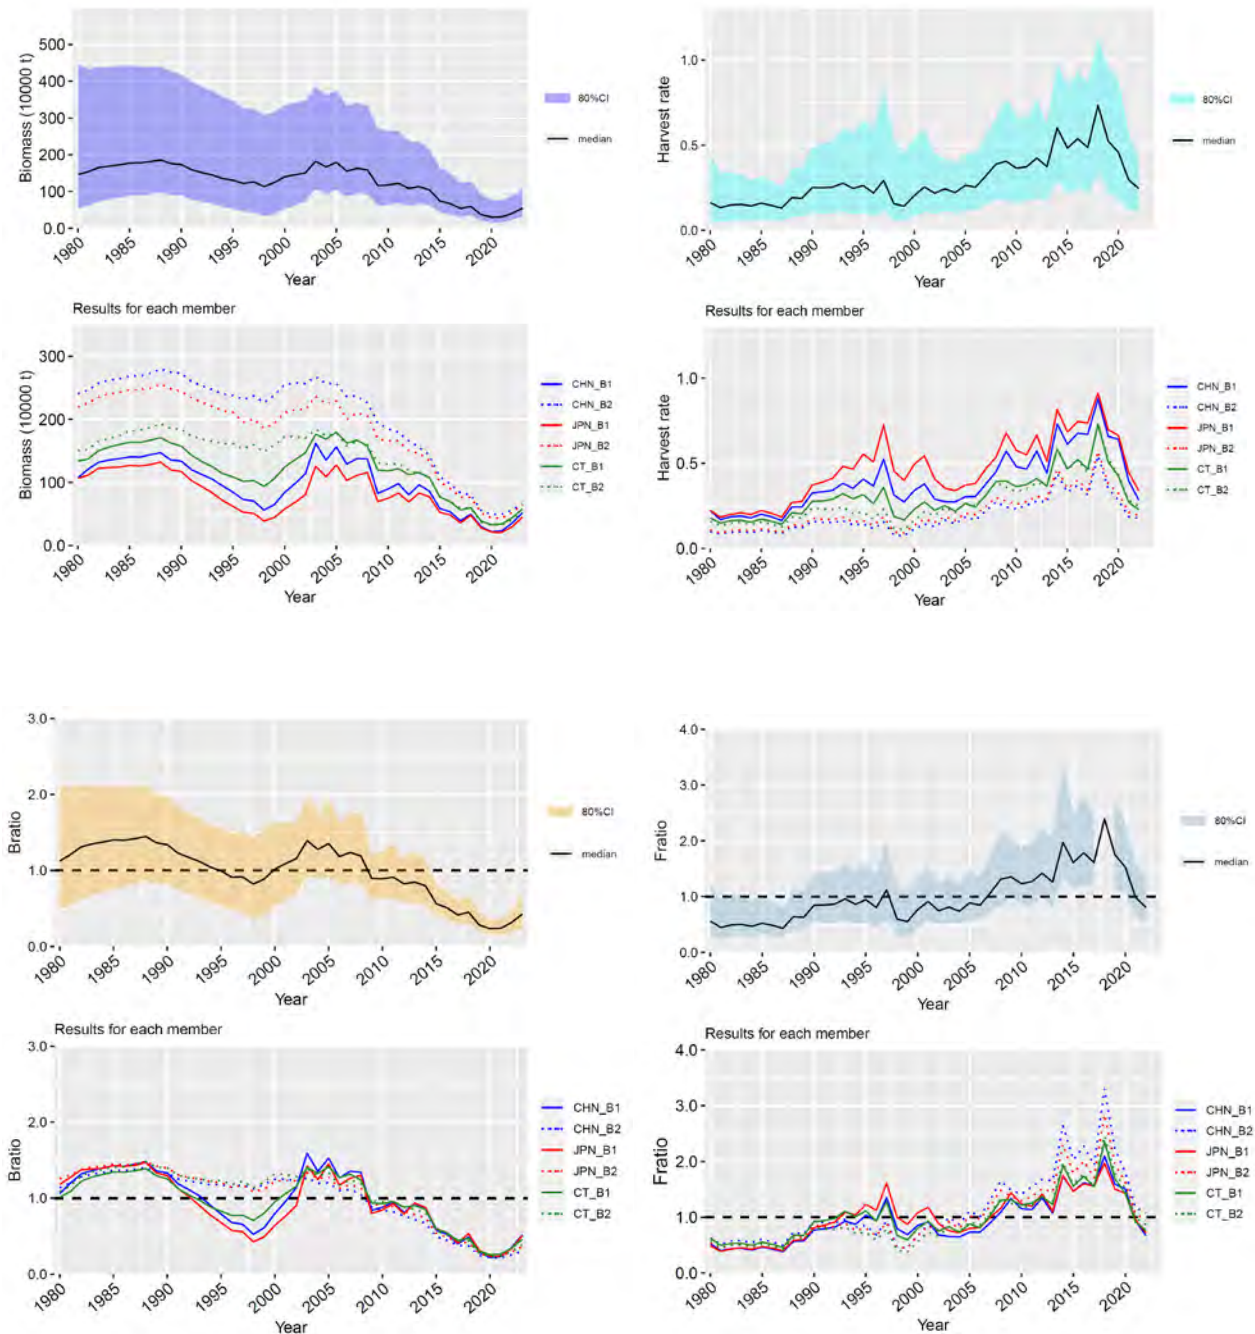 Biomass (10000 t)
500
400
300
200
100
0.0
1980
1985
1990
1995
2000
2005
2010
2015
2020
Year
80%CI
median
Harvest rate
1.0
0.5
0.0
1980
1985
1990
1995
2000
2005
2010
2015
2020
Year
80%CI
median
Results for each member
Biomass (10000 t)
300
200
100
0.0
1980
1985
1990
1995
2000
2005
2010
2015
2020
Year
CHN_B1
CHN_B2
JPN_B1
JPN_B2
CT_B1
CT_B2
Results for each member
Harvest rate
1.0
0.5
0.0
1980
1985
1990
1995
2000
2005
2010
2015
2020
Year
CHN_B1
CHN_B2
JPN_B1
JPN_B2
CT_B1
CT_B2
Bratio
3.0
2.0
1.0
0.0
1980
1985
1990
1995
2000
2005
2010
2015
2020
Year
80%CI
median
Fratio
4.0
3.0
2.0
1.0
0.0
1980
1985
1990
1995
2000
2005
2010
2015
2020
Year
80%CI
median
Results for each member
Bratio
3.0
2.0
1.0
0.0
1980
1985
1990
1995
2000
2005
2010
2015
2020
Year
CHN_B1
CHN_B2
JPN_B1
JPN_B2
CT_B1
CT_B2
Results for each member
Fratio
4.0
3.0
2.0
1.0
0.0
1980
1985
1990
1995
2000
2005
2010
2015
2020
Year
CHN_B1
CHN_B2
JPN_B1
JPN_B2
CT_B1
CT_B2